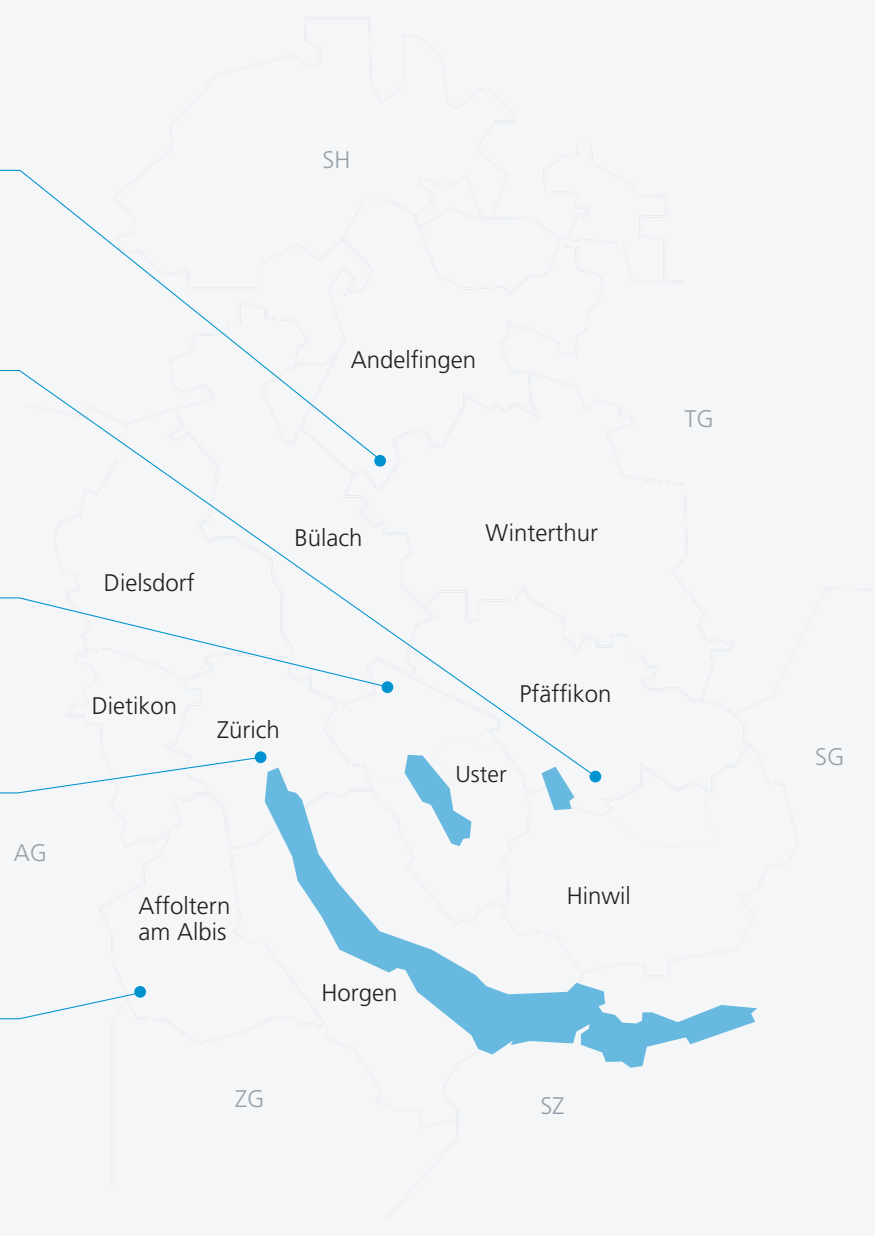 SH
Andelfingen
TG
Bülach
Winterthur
Dielsdorf
Pfäffikon
Dietikon
Zürich
SG
Uster
AG
Hinwil
Affoltern
am Albis
Horgen
ZG
SZ